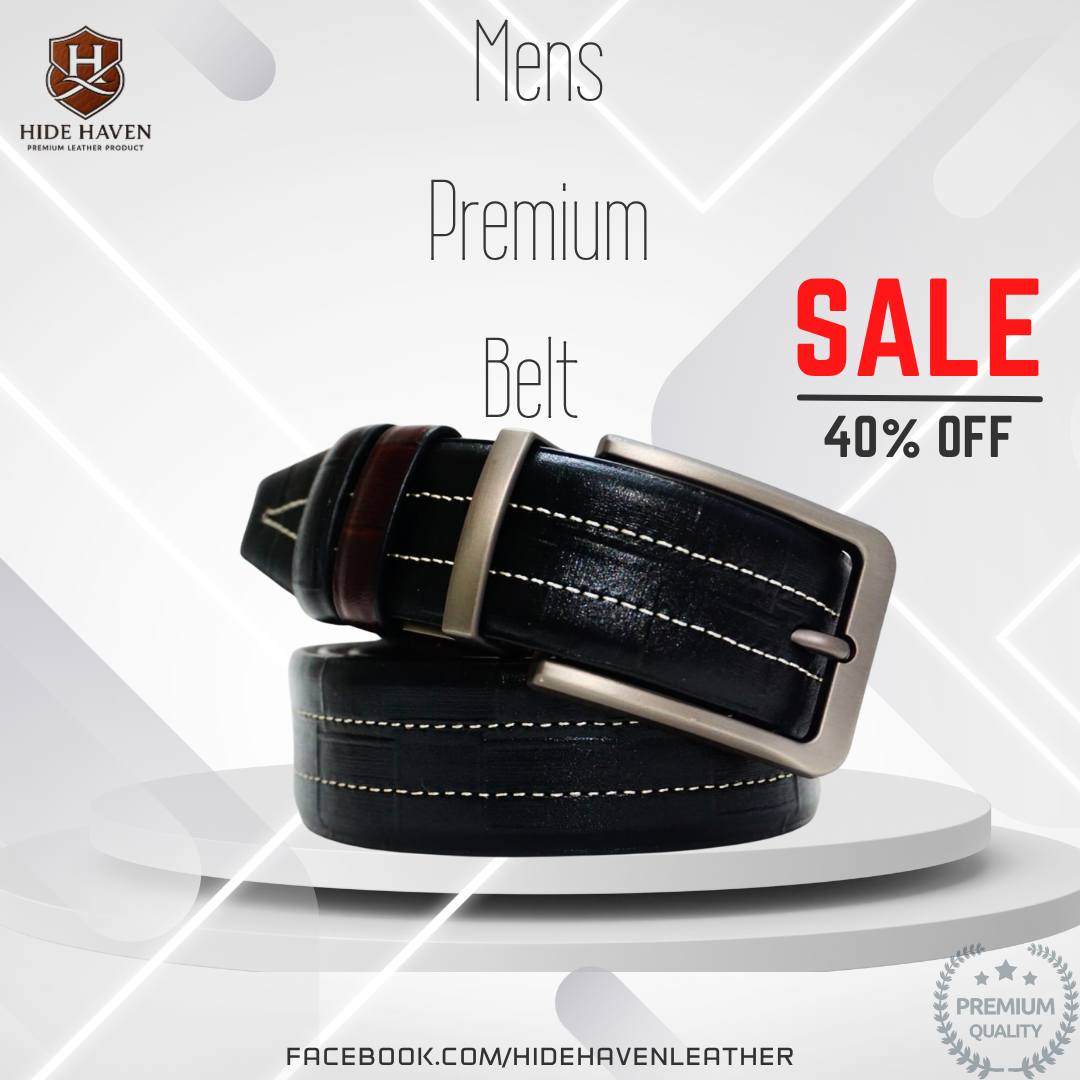 H
HIDE HAVEN
PREMIUM LEATHER PRODUCT
Mens
Premium
Belt
SALE
40% OFF
PREMIUM
QUALITY
FACEBOOK.COM/HIDEHAVENLEATHER